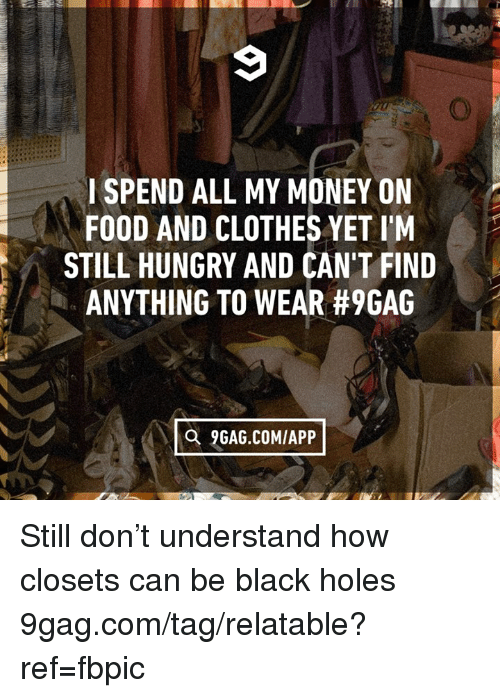 9
I SPEND ALL MY MONEY ON
FOOD AND CLOTHES YET I'M
STILL HUNGRY AND CAN'T FIND
ANYTHING TO WEAR #9GAG
9GAG.COM/APP
Still don’t understand how
closets can be black holes
9gag.com/tag/relatable?
ref=fbpic